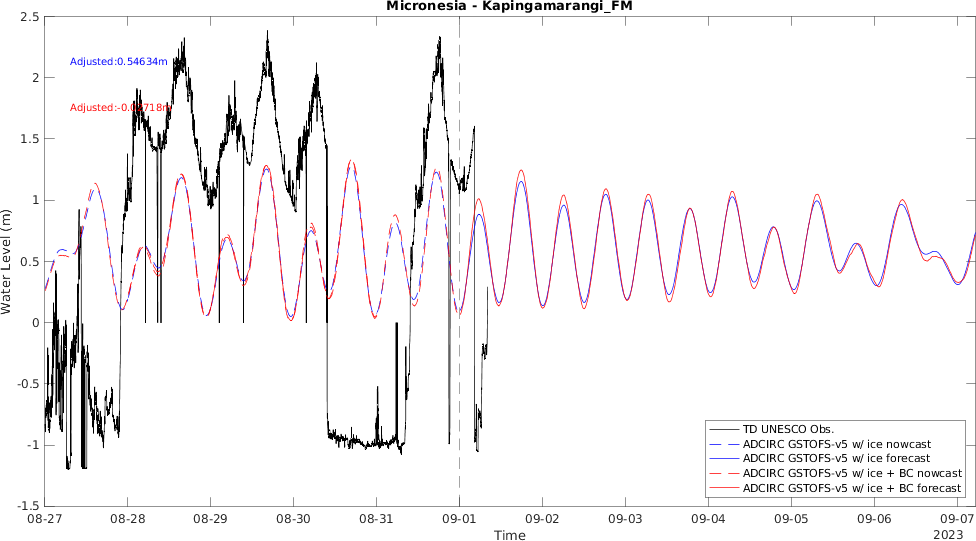 Micronesia - Kapingamarangi_FM
2.5
2
1.5
1
0.5
0
-0.5
-1
-1.5
Water Level (m)
Adjusted:0.54634m
TD UNESCO Obs.
ADCIRC GSTOFS-v5 w/ ice nowcast
ADCIRC GSTOFS-v5 w/ ice forecast
ADCIRC GSTOFS-v5 w/ ice + BC nowcast
ADCIRC GSTOFS-v5 w/ ice + BC forecast
08-27 08-28 08-29 08-30 08-31 09-01 09-02 09-03 09-04 09-05 09-06 09-07
Time
2023